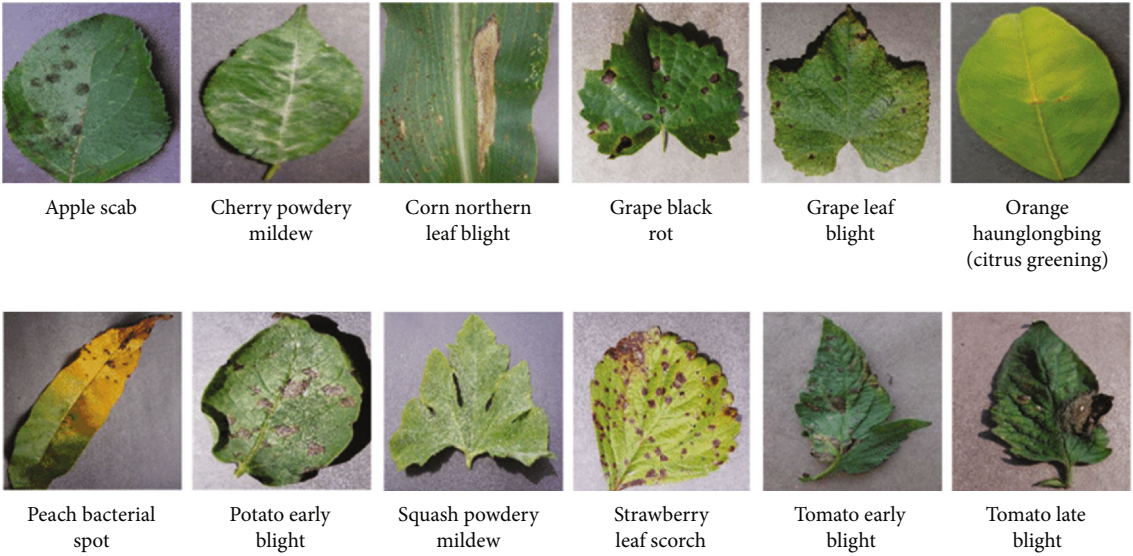 Apple scab
Cherry powdery
mildew
Corn northern
leaf blight
Grape black
rot
Grape leaf
blight
Orange
haunglongbing
(citrus greening)
Peach bacterial
spot
Potato early
blight
Squash powdery
mildew
Strawberry
leaf scorch
Tomato early
blight
Tomato late
blight